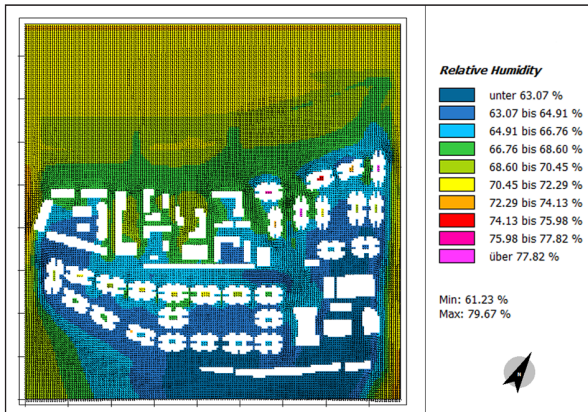 Relative Humidity
unter 63.07 %
63.07 bis 64.91 %
64.91 bis 66.76 %
66.76 bis 68.60 %
68.60 bis 70.45 %
70.45 bis 72.29 %
72.29 bis 74.13 %
74.13 bis 75.98 %
75.98 bis 77.82 %
über 77.82 %
Min: 61.23 %
Max: 79.67 %
N